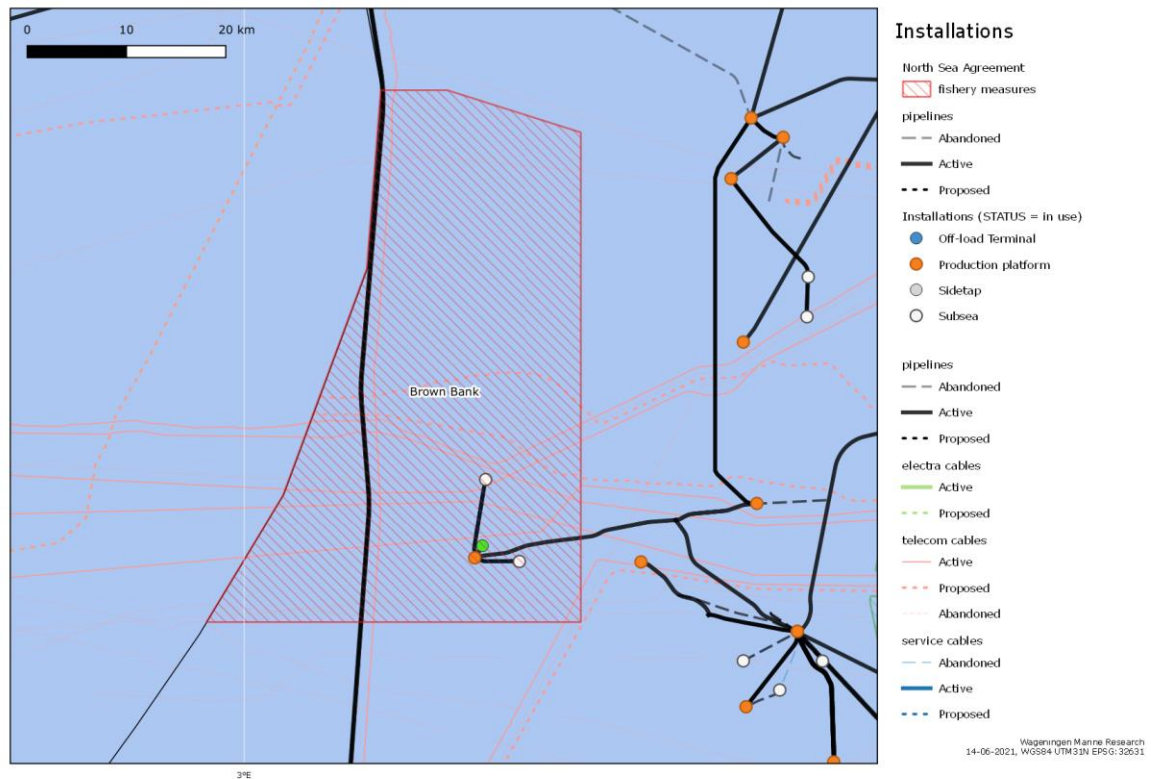 0 10 20 km
Brown Bank
3°E
Installations
North Sea Agreement
fishery measures
pipelines
Abandoned
Active
Proposed
Installations (STATUS = in use)
Off-load Terminal
Production platform
Sidetap
Subsea
pipelines
Abandoned
Active
Proposed
electra cables
Active
Proposed
telecom cables
Active
Proposed
Abandoned
service cables
Abandoned
Active
Proposed
Wageningen Marine Research
14-06-2021, WGS84 UTM31N EPSG:32631